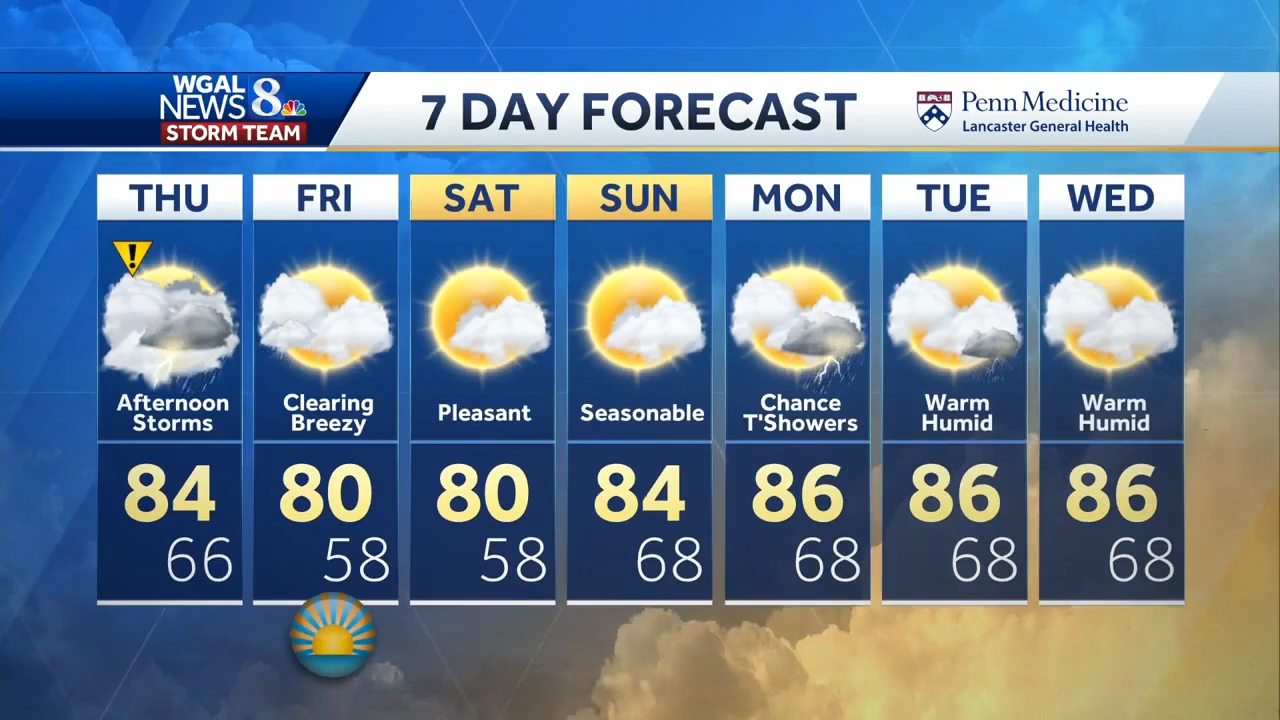 WGAL
NEWS 8
STORM TEAM
7 DAY FORECAST
Penn Medicine
Lancaster General Health
THU
!
Afternoon
Storms
84
66
FRI
Clearing
Breezy
80
58
SAT
Pleasant
80
58
SUN
Seasonable
84
68
MON
Chance
T'Showers
86
68
TUE
Warm
Humid
86
68
WED
Warm
Humid
86
68